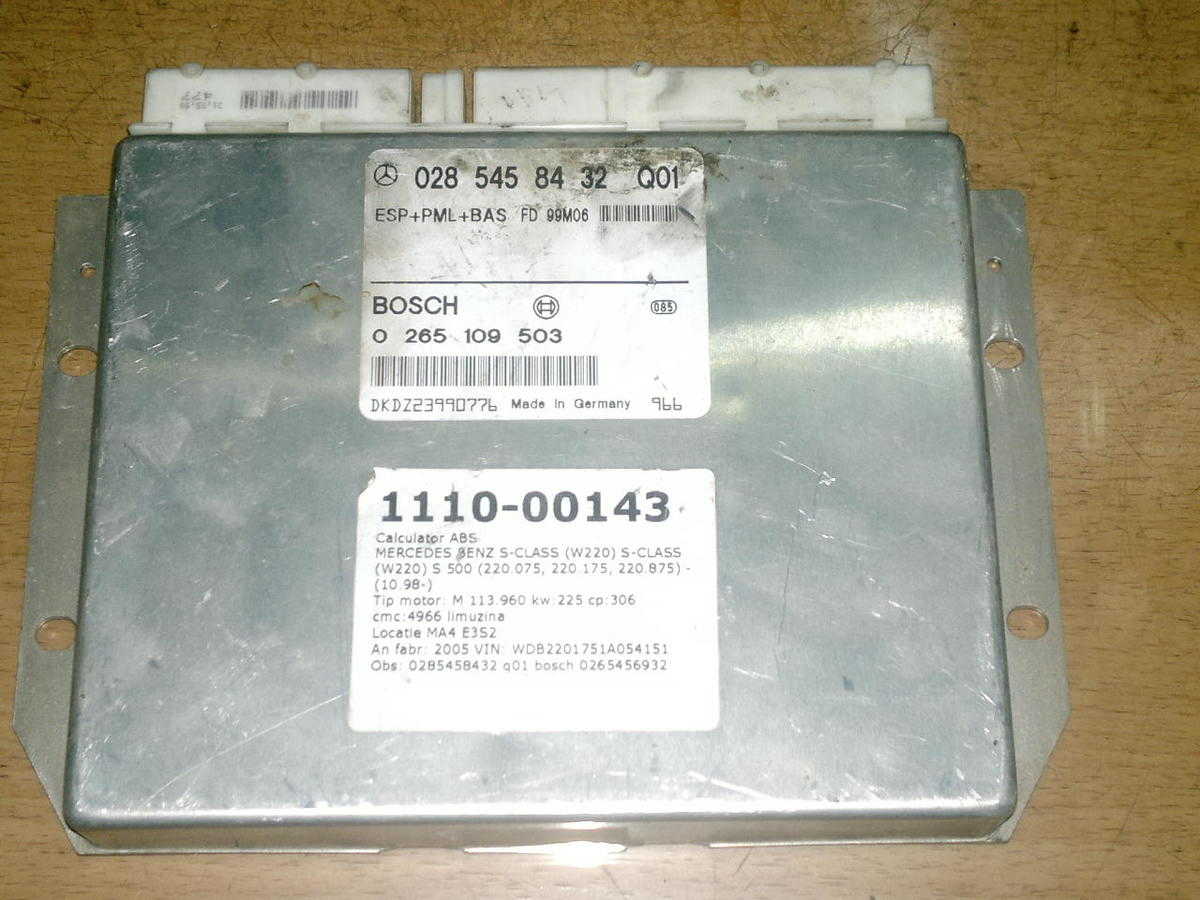 477
028 545 84 32 Q01
ESP+PML+BAS FD 99M06
BOSCH
085
0 265 109 503
DKDZ23990776 Made in Germany 966
1110-00143
Calculator ABS
MERCEDES BENZ S-CLASS (W220) S-CLASS
(W220) S 500 (220.075, 220.175, 220.875) -
(10.98-)
Tip motor: M 113.960 kw:225 cp:306
cmc:4966 limuzina
Locatie MA4 E3S2
An fabr: 2005 VIN: WDB2201751A054151
Obs: 0285458432 q01 bosch 0265456932